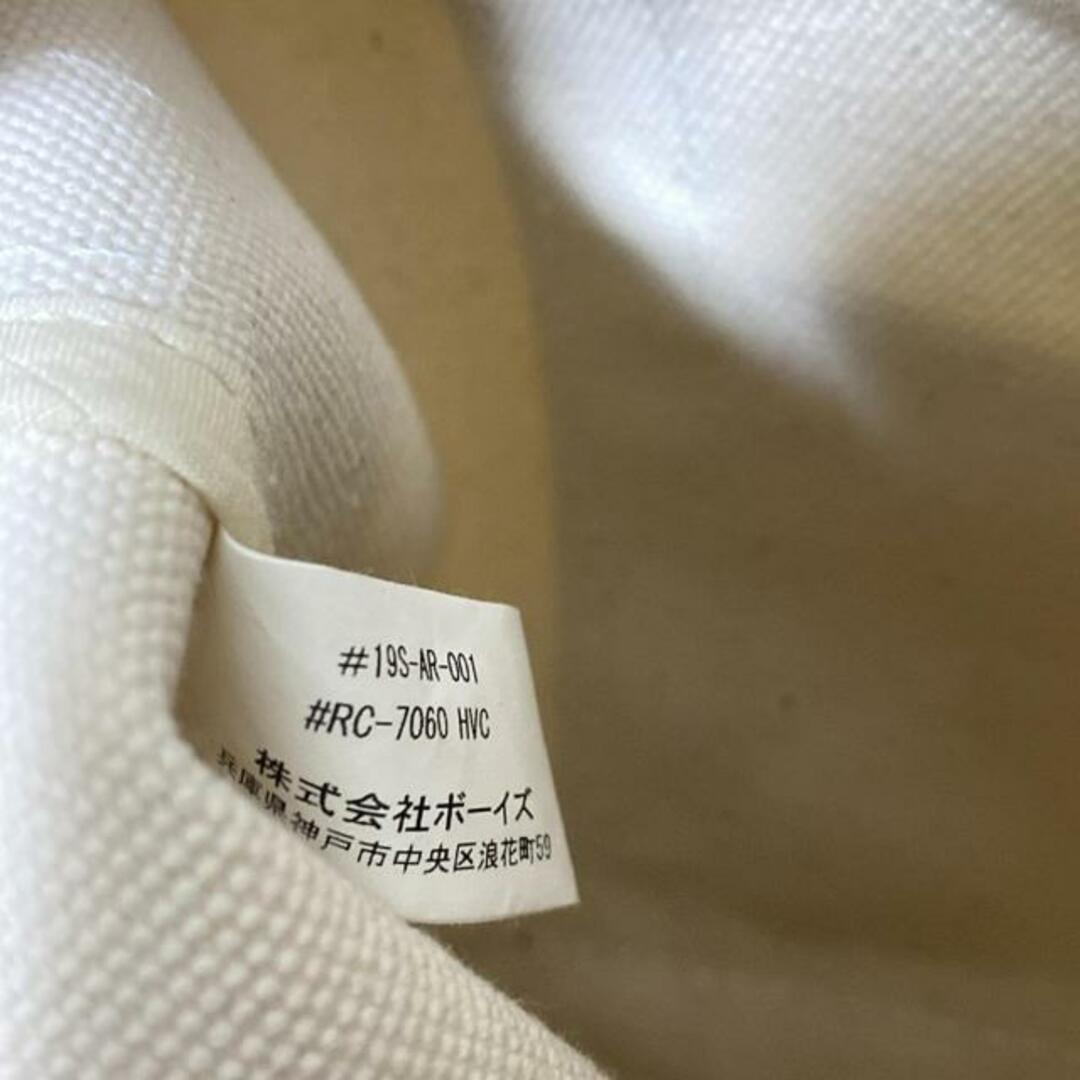 #19S-AR-001
#RC-7060 HVC
株式会社ボーイズ
兵庫県神戸市中央区浪花町59